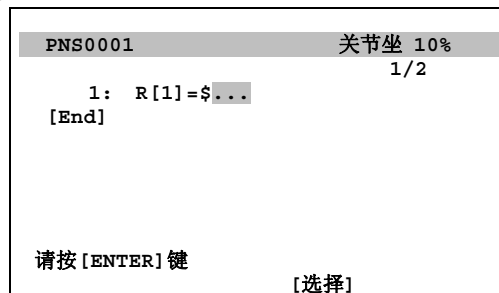 PNS0001 关节坐 10%
1/2
1: R[1]=$...
[End]
请按[ENTER]键
[选择]